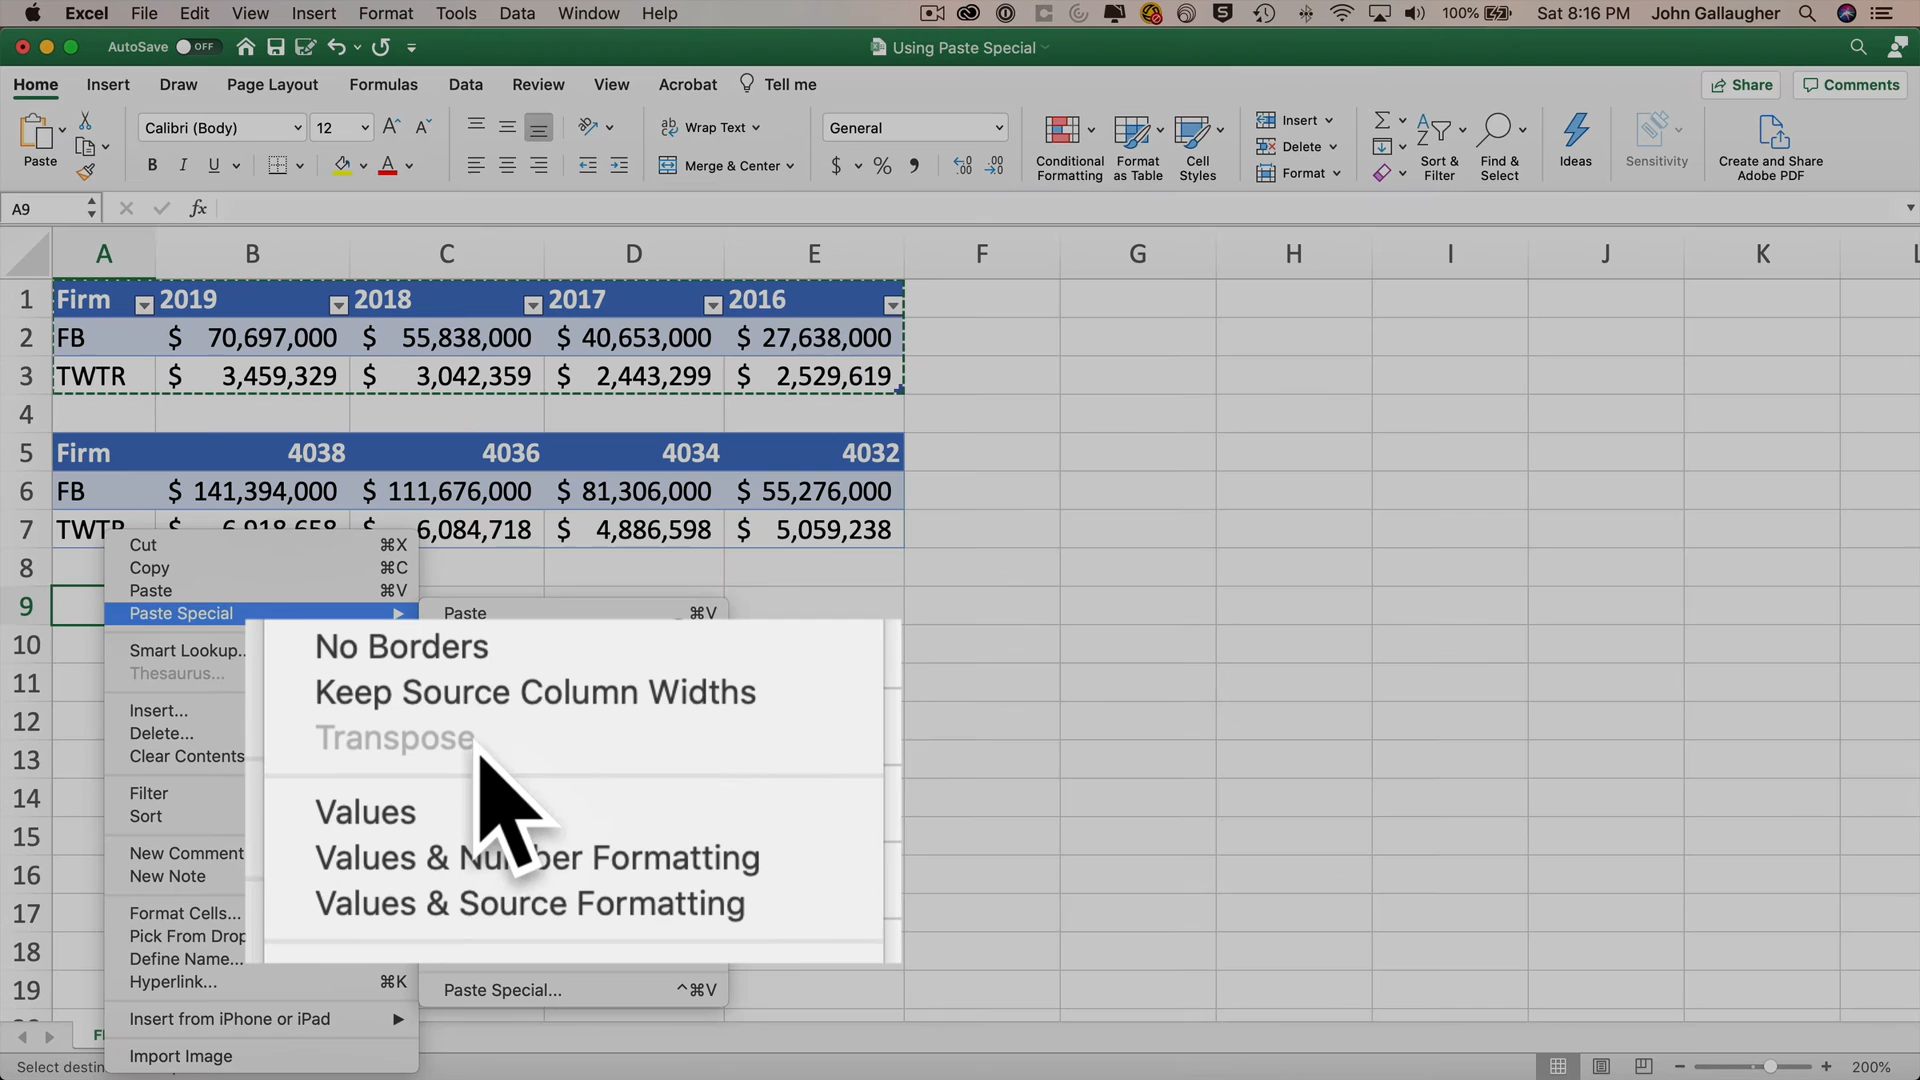 Excel File Edit View Insert Format Tools Data Window Help 100% Sat 8:16 PM John Gallaugher
AutoSave OFF Using Paste Special
Home Insert Draw Page Layout Formulas Data Review View Acrobat Tell me Share Comments
Paste Calibri (Body) 12 A^ A˅ ab Wrap Text General Conditional Formatting Format as Table Cell Styles Insert Sort & Filter Find & Select Ideas Sensitivity Create and Share Adobe PDF
B I U A Merge & Center $ % Delete
Format
A9 fx
A B C D E F G H I J K L
1 Firm 2019 2018 2017 2016
2 FB $ 70,697,000 $ 55,838,000 $ 40,653,000 $ 27,638,000
3 TWTR $ 3,459,329 $ 3,042,359 $ 2,443,299 $ 2,529,619
4
5 Firm 4038 4036 4034 4032
6 FB $ 141,394,000 $ 111,676,000 $ 81,306,000 $ 55,276,000
7 TWTR $ 6,918,658 $ 6,084,718 $ 4,886,598 $ 5,059,238
8
9
10
11
12
13
14
15
16
17
18
19
Cut ⌘X
Copy ⌘C
Paste ⌘V
Paste Special
Smart Lookup...
Thesaurus...
Insert...
Delete...
Clear Contents
Filter
Sort
New Comment
New Note
Format Cells...
Pick From Drop
Define Name...
Hyperlink... ⌘K
Insert from iPhone or iPad
Import Image
Paste ⌘V
No Borders
Keep Source Column Widths
Transpose
Values
Values & Number Formatting
Values & Source Formatting
Paste Special... ^⌘V
Select 200%